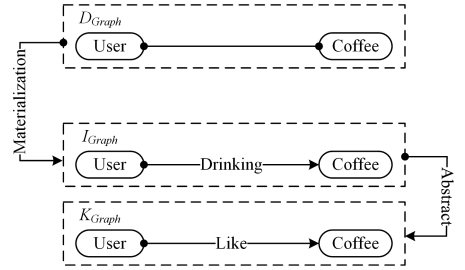 D_Graph
User Coffee
Materialization
I_Graph
User Drinking Coffee
Abstract
K_Graph
User Like Coffee